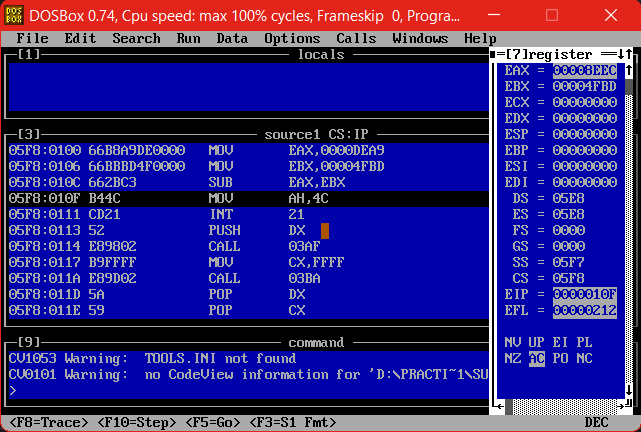 DOSBox 0.74, Cpu speed: max 100% cycles, Frameskip 0, Progra...
File Edit Search Run Data Options Calls Windows Help
[1] locals
[3] source1 CS:IP
05F8:0100 66B8A9DE0000 MOV EAX,0000DEA9
05F8:0106 66BBBD4F0000 MOV EBX,00004FBD
05F8:010C 662BC3 SUB EAX,EBX
05F8:010F B44C MOV AH,4C
05F8:0111 CD21 INT 21
05F8:0113 52 PUSH DX
05F8:0114 E89802 CALL 03AF
05F8:0117 B9FFFF MOV CX,FFFF
05F8:011A E89D02 CALL 03BA
05F8:011D 5A POP DX
05F8:011E 59 POP CX
[9] command
CV1053 Warning: TOOLS.INI not found
CV0101 Warning: no CodeView information for 'D:\PRACTI~1\SU
>
[7]register
EAX = 00008EEC
EBX = 00004FBD
ECX = 00000000
EDX = 00000000
ESP = 00000000
EBP = 00000000
ESI = 00000000
EDI = 00000000
DS = 05E8
ES = 05E8
FS = 0000
GS = 0000
SS = 05F7
CS = 05F8
EIP = 0000010F
EFL = 00000212
NV UP EI PL
NZ AC PO NC
<F8=Trace> <F10=Step> <F5=Go> <F3=S1 Fmt> DEC